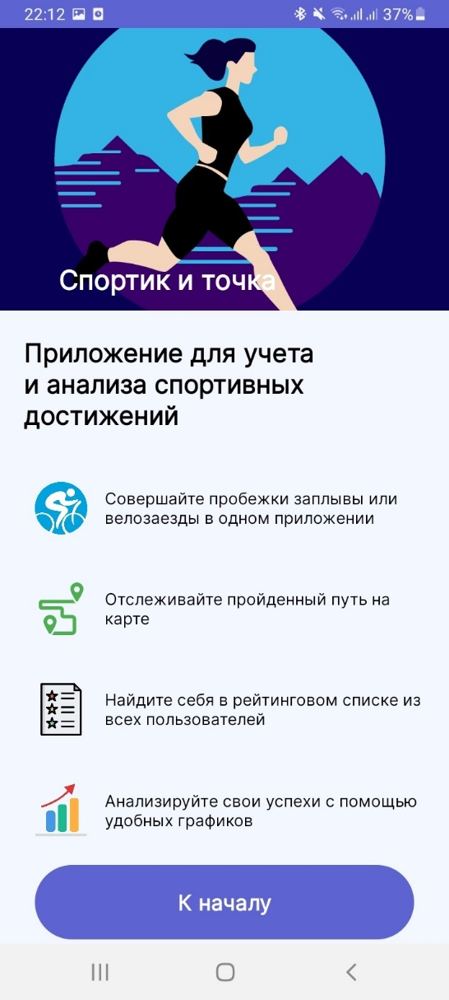 22:12
37%
Спортик и точка
Приложение для учета
и анализа спортивных
достижений
Совершайте пробежки заплывы или
велозаезды в одном приложении
Отслеживайте пройденный путь на
карте
Найдите себя в рейтинговом списке из
всех пользователей
Анализируйте свои успехи с помощью
удобных графиков
К началу